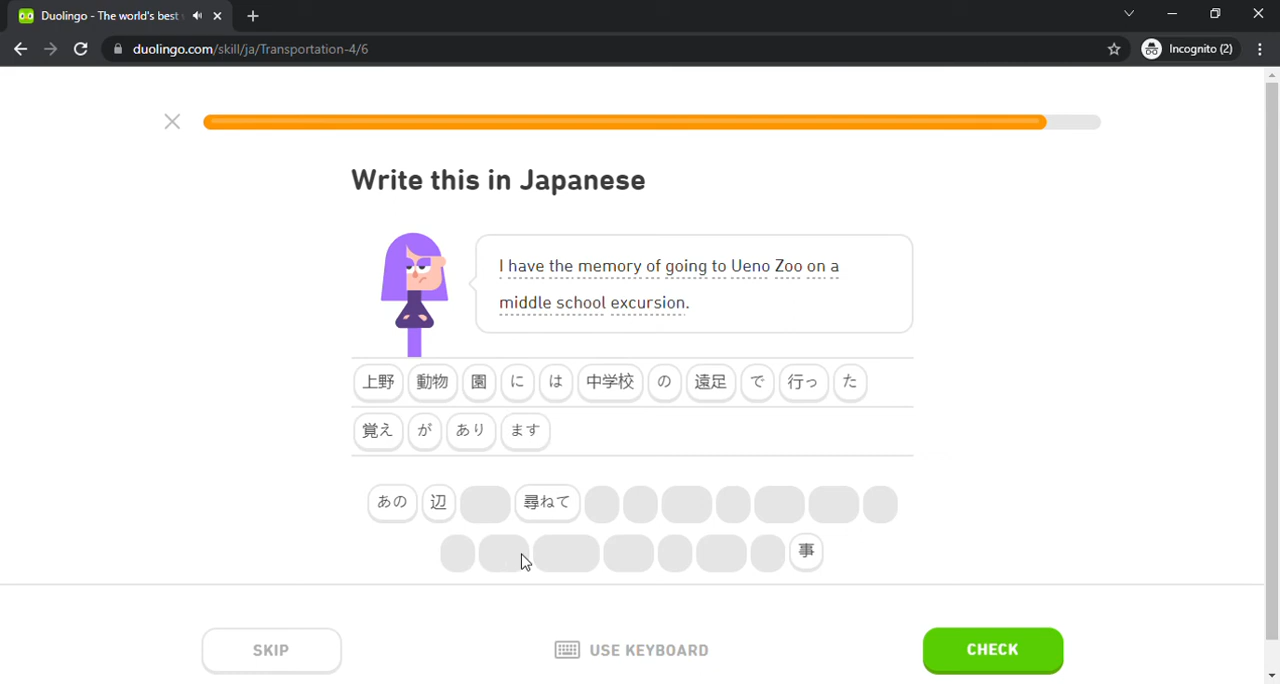 Duolingo - The world's best
duolingo.com/skill/ja/Transportation-4/6
Incognito (2)
Write this in Japanese
I have the memory of going to Ueno Zoo on a
middle school excursion.
上野 動物 園 に は 中学校 の 遠足 で 行っ た
覚え が あり ます
あの 辺 尋ねて
事
SKIP
USE KEYBOARD
CHECK